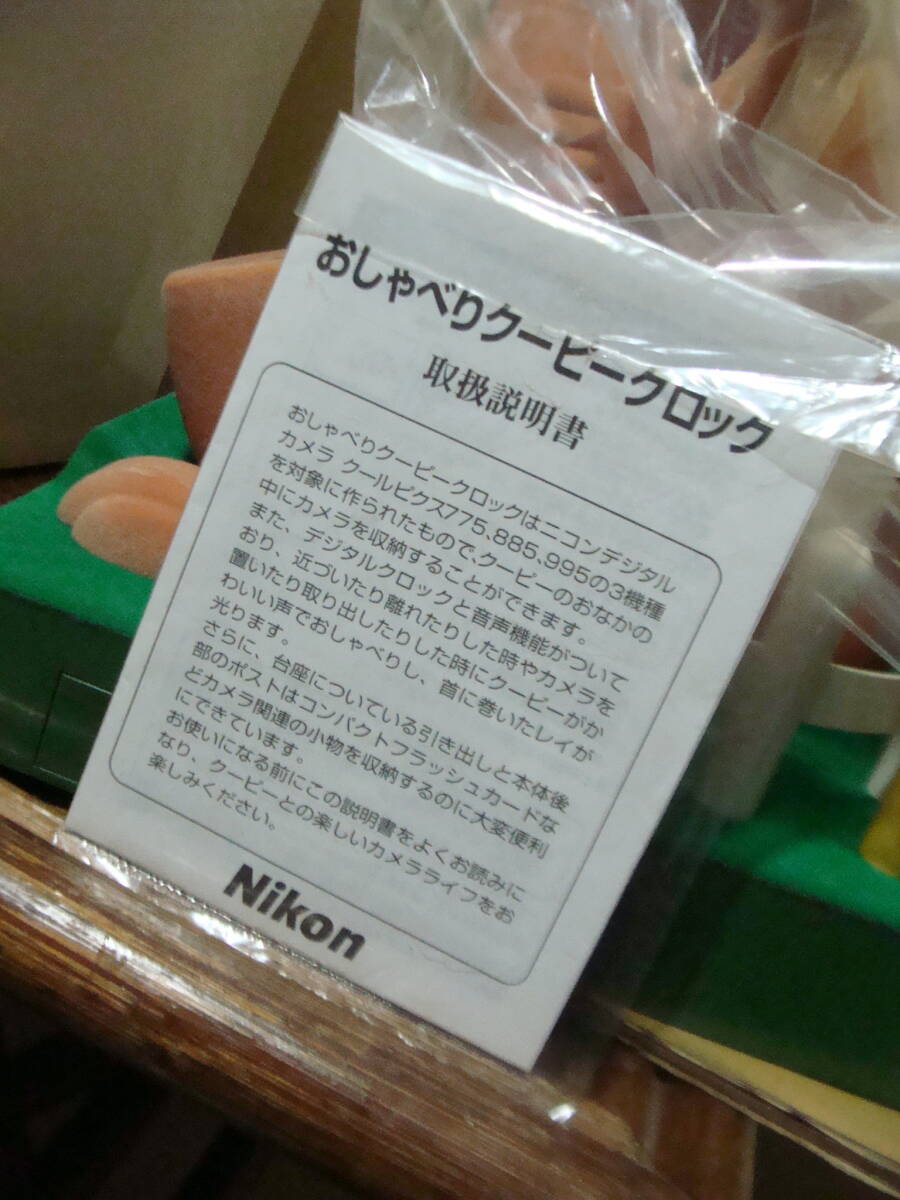 おしゃべりクーピークロック
取扱説明書
おしゃべりクーピークロックはニコンデジタル
カメラ クールピクス775、885、995の3機種
を対象に作られたものでクーピーのおなかの
中にカメラを収納することができます。
また、デジタルクロックと音声機能がついて
おり、近づいたり離れたりした時やカメラを
置いたり取り出したりした時にクーピーがか
わいい声でおしゃべりし、首に巻いたレイが
光ります。
さらに、台座についている引き出しと本体後
部のポストはコンパクトフラッシュカードな
どカメラ関連の小物を収納するのに大変便利
にできています。
お使いになる前にこの説明書をよくお読みに
なり、クーピーとの楽しいカメラライフをお
楽しみください。
Nikon